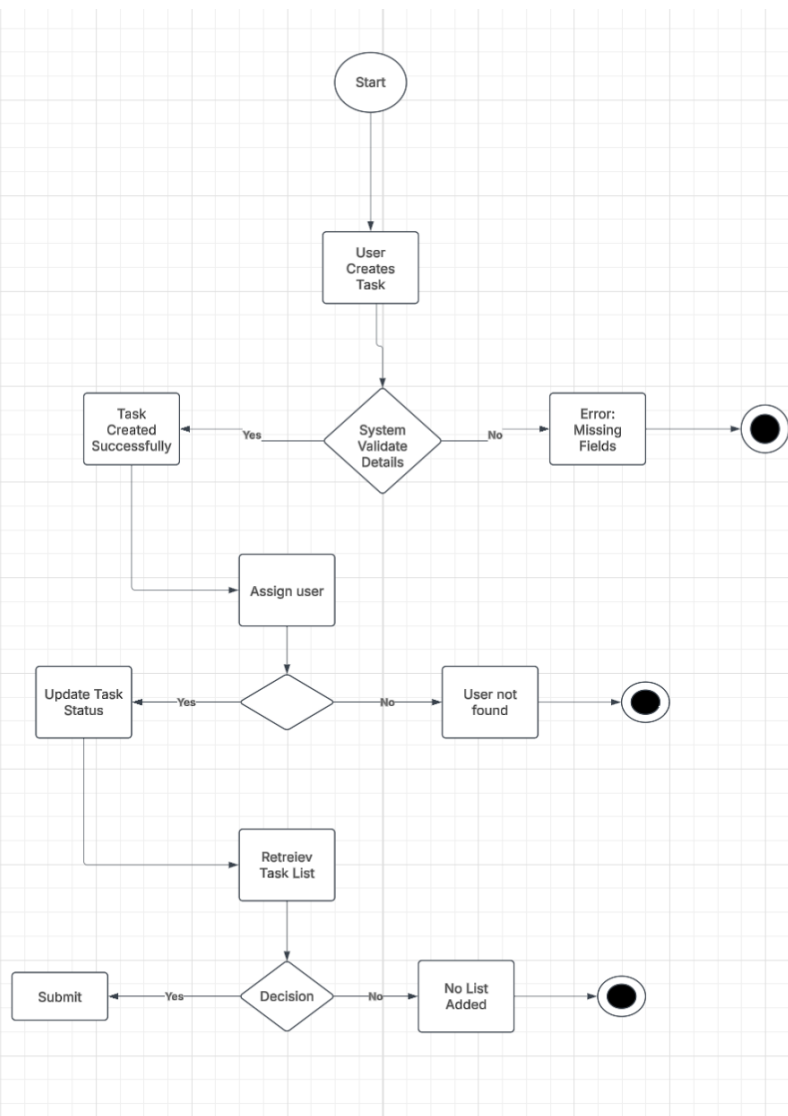 Start
User
Creates
Task
Task
Created
Successfully
Yes
System
Validate
Details
No
Error:
Missing
Fields
Assign user
Update Task
Status
Yes
No
User not
found
Retreiev
Task List
Submit
Yes
Decision
No
No List
Added